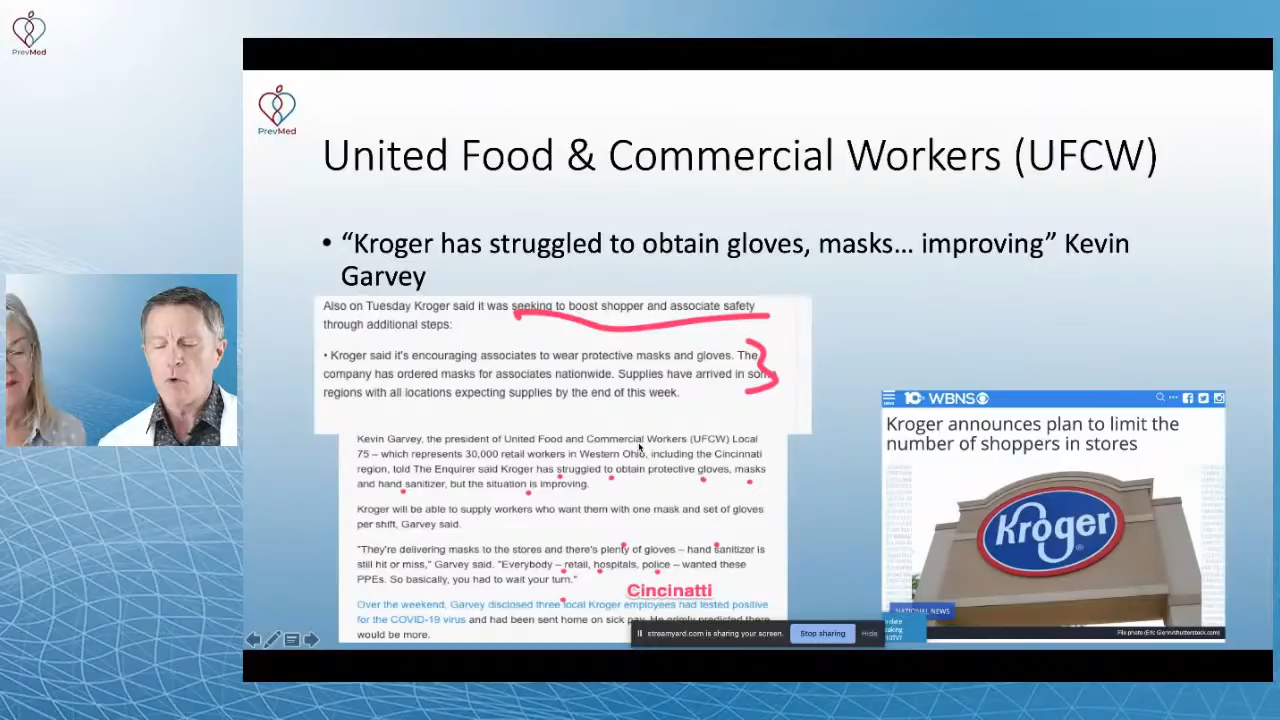 PrevMed
PrevMed
United Food & Commercial Workers (UFCW)
• “Kroger has struggled to obtain gloves, masks… improving” Kevin
Garvey
Also on Tuesday Kroger said it was seeking to boost shopper and associate safety
through additional steps:
• Kroger said it's encouraging associates to wear protective masks and gloves. The
company has ordered masks for associates nationwide. Supplies have arrived in some
regions with all locations expecting supplies by the end of this week.
Kevin Garvey, the president of United Food and Commercial Workers (UFCW) Local
75 – which represents 30,000 retail workers in Western Ohio, including the Cincinnati
region, told The Enquirer said Kroger has struggled to obtain protective gloves, masks
and hand sanitizer, but the situation is improving.
Kroger will be able to supply workers who want them with one mask and set of gloves
per shift, Garvey said.
"They're delivering masks to the stores and there's plenty of gloves – hand sanitizer is
still hit or miss," Garvey said. "Everybody – retail, hospitals, police – wanted these
PPEs. So basically, you had to wait your turn."
Cincinatti
Over the weekend, Garvey disclosed three local Kroger employees had tested positive
for the COVID-19 virus and had been sent home on sick pay. He grimly predicted there
would be more.
streamyard.com is sharing your screen. Stop sharing Hide
10 WBNS
Kroger announces plan to limit the
number of shoppers in stores
Kroger
NATIONAL NEWS
File photo (Eric Glenn/shutterstock.com)